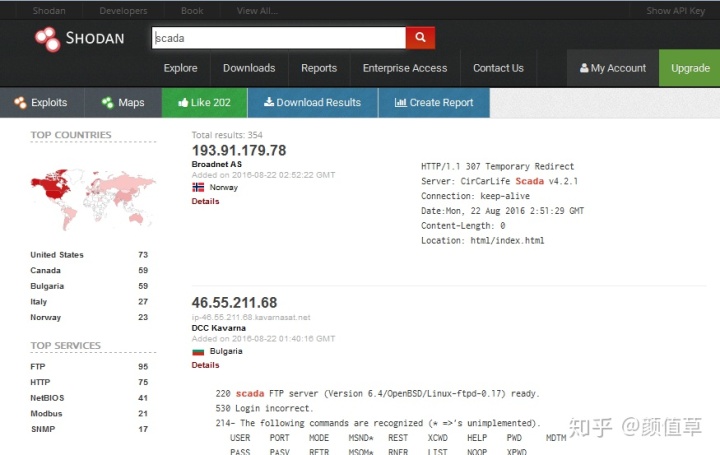 Shodan Developers Book View All... Show API Key
SHODAN
scada
Explore Downloads Reports Enterprise Access Contact Us My Account Upgrade
Exploits Maps Like 202 Download Results Create Report
TOP COUNTRIES
United States 73
Canada 59
Bulgaria 59
Italy 27
Norway 23
TOP SERVICES
FTP 95
HTTP 75
NetBIOS 41
Modbus 21
SNMP 17
Total results: 354
193.91.179.78
Broadnet AS
Added on 2016-08-22 02:52:22 GMT
Norway
Details
HTTP/1.1 307 Temporary Redirect
Server: CirCarLife Scada v4.2.1
Connection: keep-alive
Date:Mon, 22 Aug 2016 2:51:29 GMT
Content-Length: 0
Location: html/index.html
46.55.211.68
ip-46.55.211.68.kavarnasat.net
DCC Kavarna
Added on 2016-08-22 01:40:16 GMT
Bulgaria
Details
220 scada FTP server (Version 6.4/OpenBSD/Linux-ftpd-0.17) ready.
530 Login incorrect.
214- The following commands are recognized (* =>'s unimplemented).
USER PORT MODE MSND* REST XCWD HELP PWD MDTM
PASS PASV RETR MSOM* RNFR LIST NOOP XPWD
知乎 @颜值草